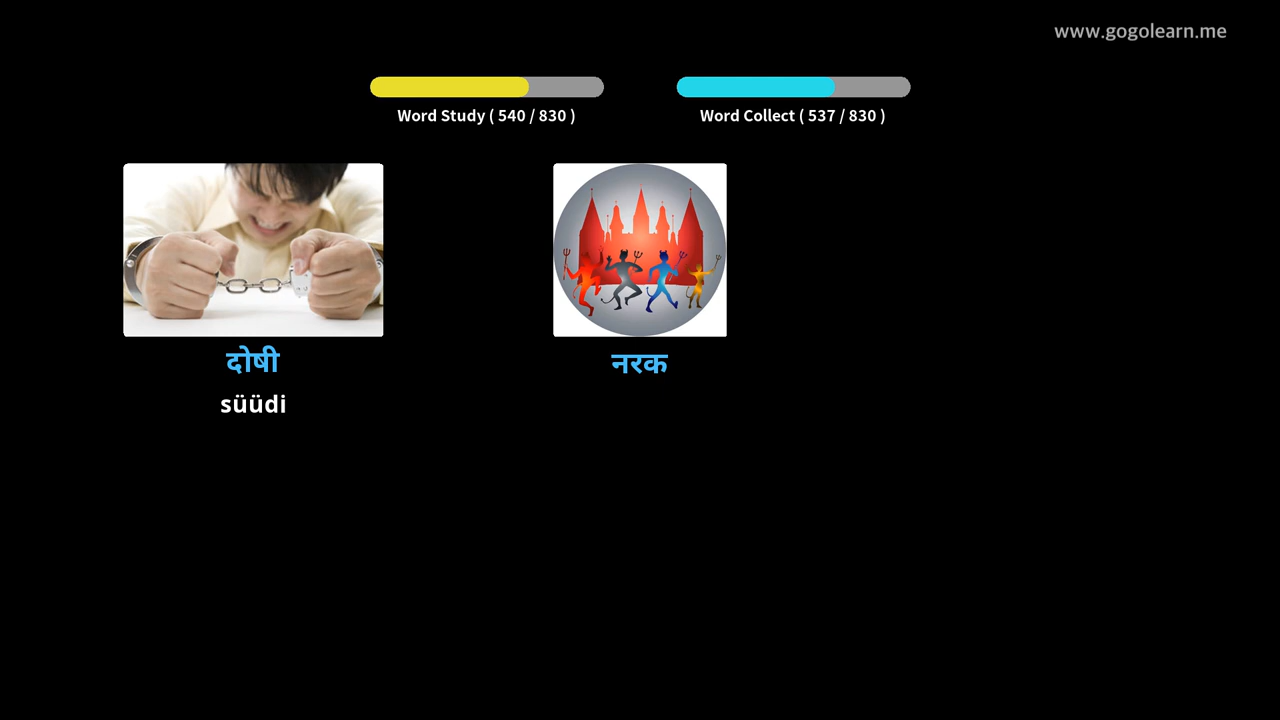 www.gogolearn.me
Word Study ( 540 / 830 )
Word Collect ( 537 / 830 )
दोषी
नरक
süüdi